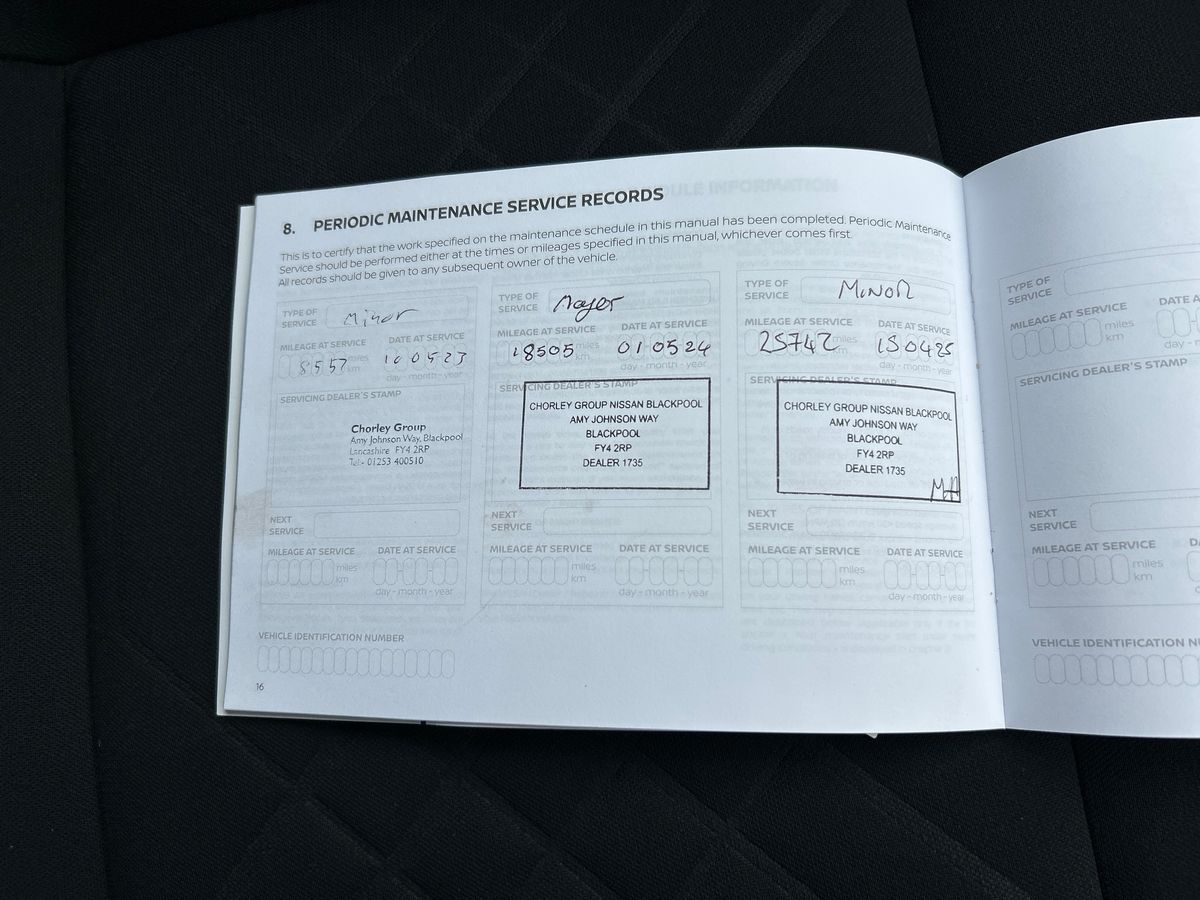 8. PERIODIC MAINTENANCE SERVICE RECORDS
This is to certify that the work specified on the maintenance schedule in this manual has been completed. Periodic Maintenance
Service should be performed either at the times or mileages specified in this manual, whichever comes first.
All records should be given to any subsequent owner of the vehicle.
TYPE OF
SERVICE
Minor
MILEAGE AT SERVICE DATE AT SERVICE
8557 miles
km
100523
day - month - year
SERVICING DEALER'S STAMP
Chorley Group
Amy Johnson Way, Blackpool
Lancashire FY4 2RP
Tel:- 01253 400510
NEXT
SERVICE
MILEAGE AT SERVICE DATE AT SERVICE
miles
km
day - month - year
VEHICLE IDENTIFICATION NUMBER
16
TYPE OF
SERVICE
Mayer
MILEAGE AT SERVICE DATE AT SERVICE
18505 miles
km
010524
day - month - year
SERVICING DEALER'S STAMP
CHORLEY GROUP NISSAN BLACKPOOL
AMY JOHNSON WAY
BLACKPOOL
FY4 2RP
DEALER 1735
NEXT
SERVICE
MILEAGE AT SERVICE DATE AT SERVICE
miles
km
day - month - year
TYPE OF
SERVICE
MINOR
MILEAGE AT SERVICE DATE AT SERVICE
25742 miles
km
150425
day - month - year
SERVICING DEALER'S STAMP
CHORLEY GROUP NISSAN BLACKPOOL
AMY JOHNSON WAY
BLACKPOOL
FY4 2RP
DEALER 1735
MA
NEXT
SERVICE
MILEAGE AT SERVICE DATE AT SERVICE
miles
km
day - month - year
TYPE OF
SERVICE
MILEAGE AT SERVICE DATE A
miles
km
day -
SERVICING DEALER'S STAMP
NEXT
SERVICE
MILEAGE AT SERVICE
miles
km
VEHICLE IDENTIFICATION